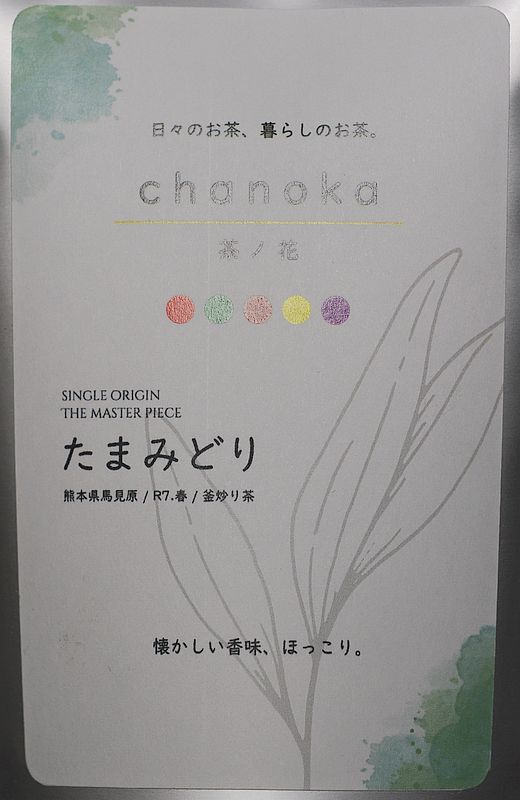 日々のお茶、暮らしのお茶。
chanoka
茶ノ花
SINGLE ORIGIN
THE MASTER PIECE
たまみどり
熊本県馬見原 / R7.春 / 釜炒り茶
懐かしい香味、ほっこり。